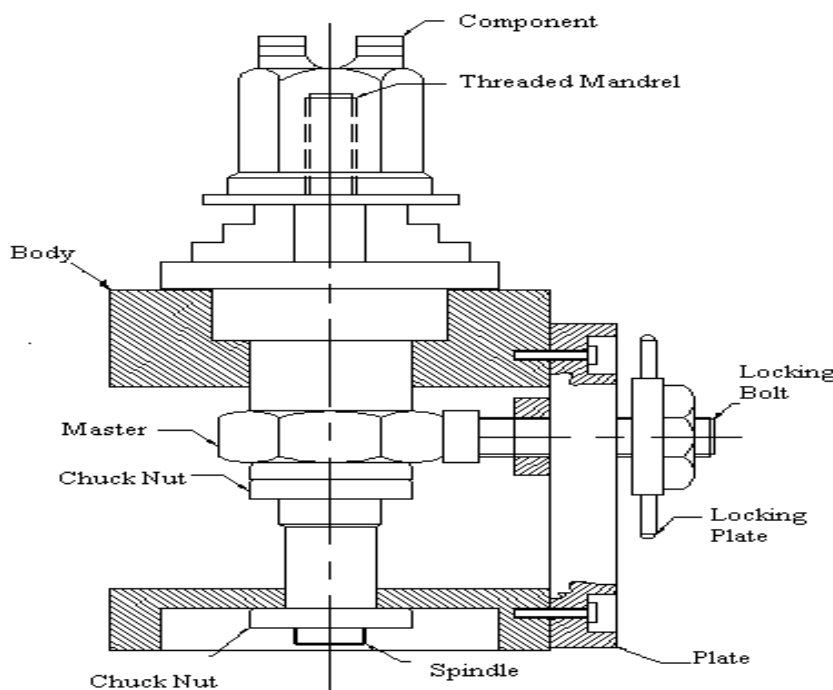 Component
Threaded Mandrel
Body
Locking
Bolt
Master
Chuck Nut
Locking
Plate
Spindle
Plate
Chuck Nut